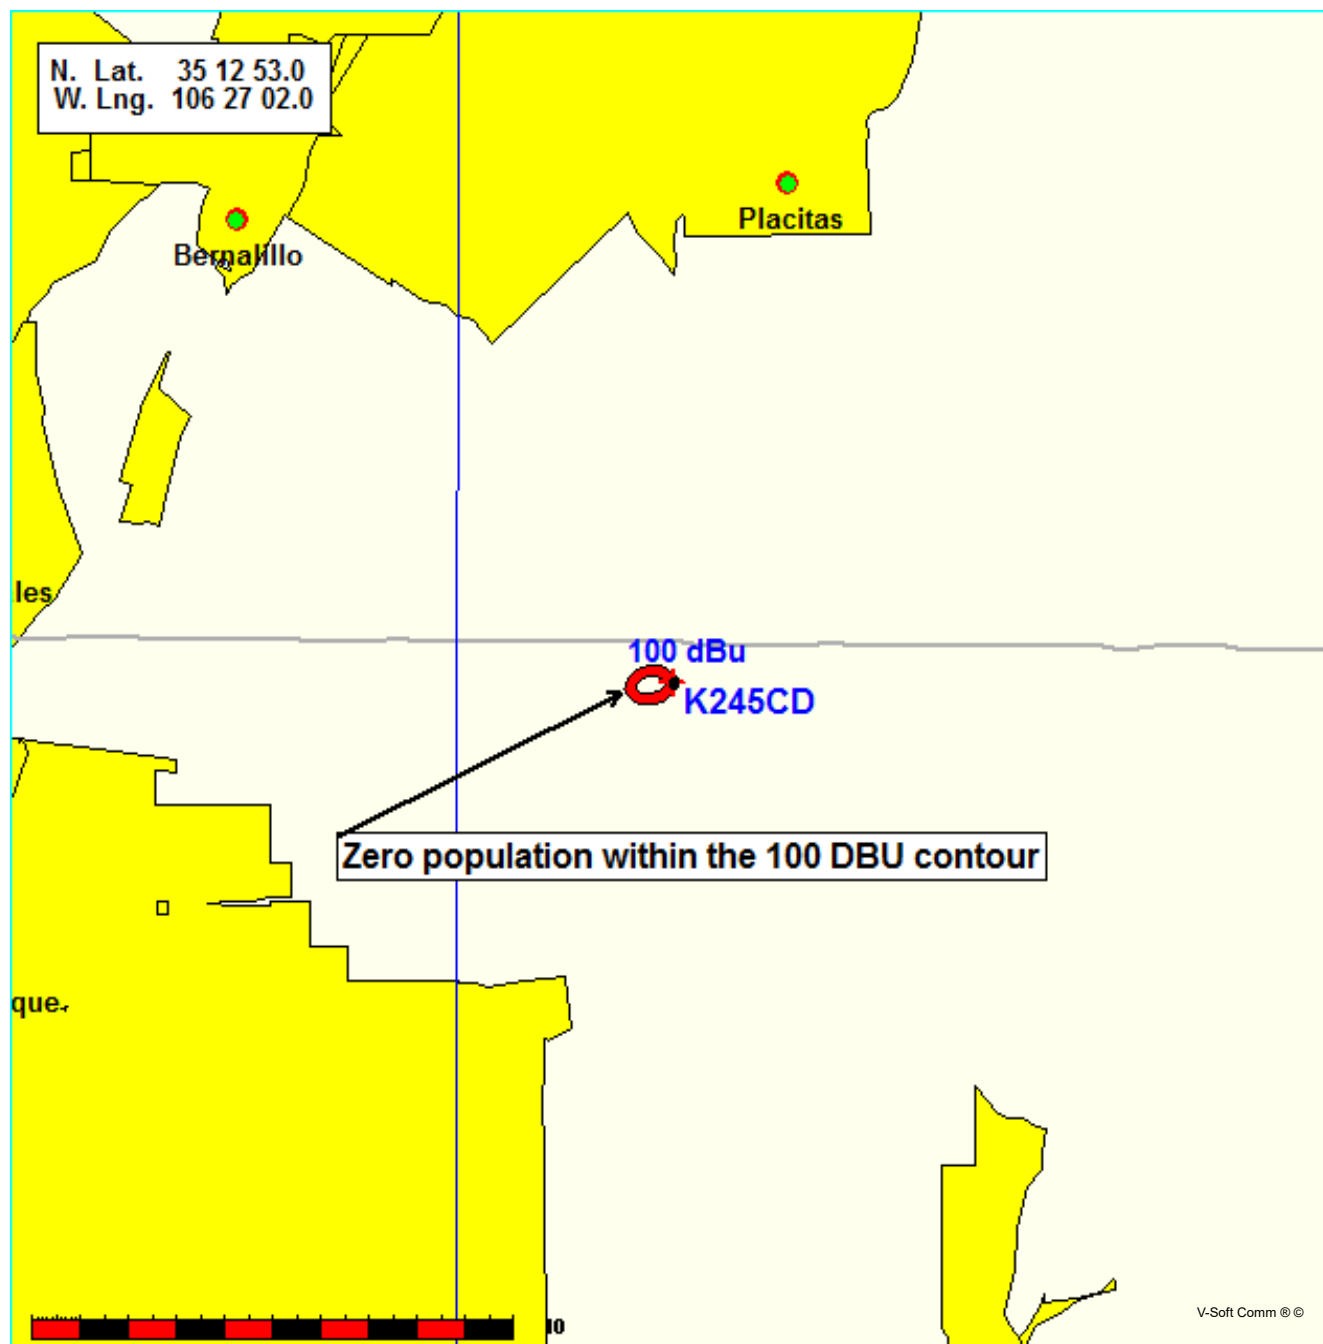 N. Lat. 35 12 53.0
W. Lng. 106 27 02.0
Placitas
Bernalillo
les
100 dBu
K245CD
Zero population within the 100 DBU contour
que
V-Soft Comm ® ©